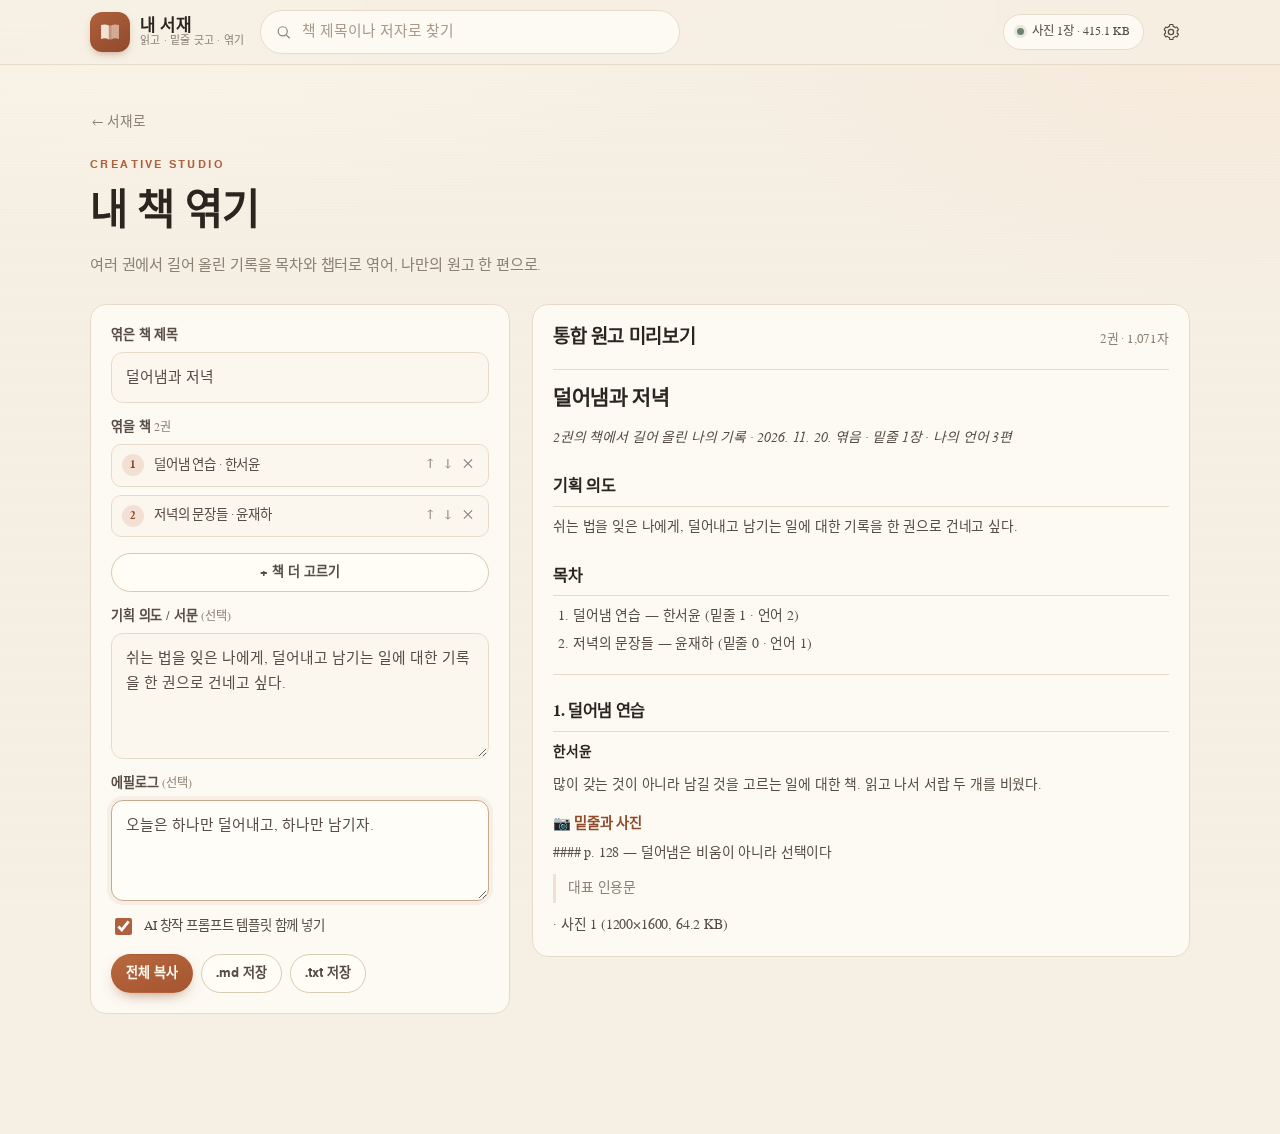 내 서재
읽고 · 밑줄 긋고 · 엮기
책 제목이나 저자로 찾기
사진 1장 · 415.1 KB
← 서재로
CREATIVE STUDIO
내 책 엮기
여러 권에서 길어 올린 기록을 목차와 챕터로 엮어, 나만의 원고 한 편으로.
엮은 책 제목
덜어냄과 저녁
엮을 책 2권
1 덜어냄 연습 · 한서윤 ↑ ↓ ×
2 저녁의 문장들 · 윤재하 ↑ ↓ ×
+ 책 더 고르기
기획 의도 / 서문 (선택)
쉬는 법을 잊은 나에게, 덜어내고 남기는 일에 대한 기록
을 한 권으로 건네고 싶다.
에필로그 (선택)
오늘은 하나만 덜어내고, 하나만 남기자.
AI 창작 프롬프트 템플릿 함께 넣기
전체 복사 .md 저장 .txt 저장
통합 원고 미리보기 2권 · 1,071자
덜어냄과 저녁
2권의 책에서 길어 올린 나의 기록 · 2026. 11. 20. 엮음 · 밑줄 1장 · 나의 언어 3편
기획 의도
쉬는 법을 잊은 나에게, 덜어내고 남기는 일에 대한 기록을 한 권으로 건네고 싶다.
목차
1. 덜어냄 연습 — 한서윤 (밑줄 1 · 언어 2)
2. 저녁의 문장들 — 윤재하 (밑줄 0 · 언어 1)
1. 덜어냄 연습
한서윤
많이 갖는 것이 아니라 남길 것을 고르는 일에 대한 책. 읽고 나서 서랍 두 개를 비웠다.
📷 밑줄과 사진
#### p. 128 — 덜어냄은 비움이 아니라 선택이다
대표 인용문
· 사진 1 (1200×1600, 64.2 KB)